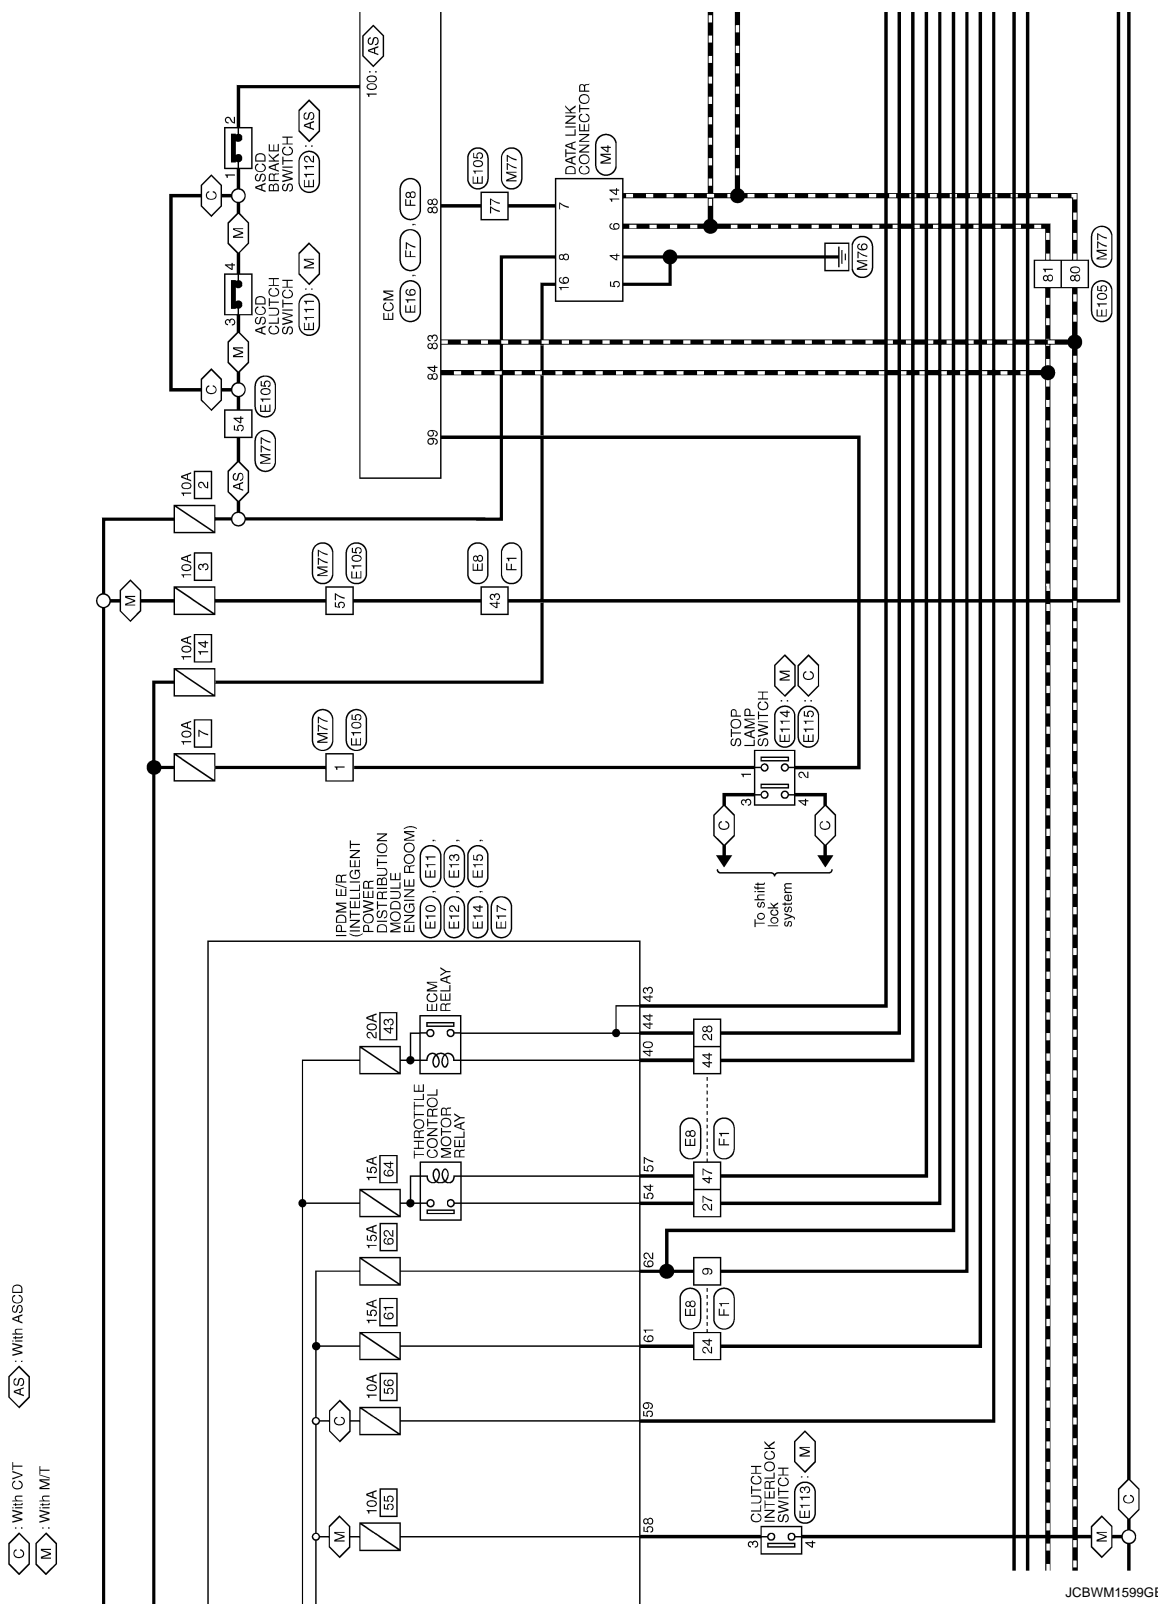 C : With CVT
M : With M/T
AS : With ASCD
10A
2
10A
3
10A
14
10A
7
M
AS
M77
54
E105
C
M
3
ASCD
CLUTCH
SWITCH
E111 : M
4
M
C
1
ASCD
BRAKE
SWITCH
E112 : AS
2
100: AS
ECM
E16 , F7 , F8
88
83
84
99
E105
77
M77
DATA LINK
CONNECTOR
M4
7
8
16
14
6
4
5
M76
81
80
M77
E105
M77
57
E105
E8
43
F1
M77
1
E105
STOP
LAMP
SWITCH
E114 : M
E115 : C
1
2
3
4
C
C
To shift
lock
system
IPDM E/R
(INTELLIGENT
POWER
DISTRIBUTION
MODULE
ENGINE ROOM)
E10 , E11 ,
E12 , E13 ,
E14 , E15 ,
E17
20A
43
ECM
RELAY
43
44
40
28
44
15A
64
THROTTLE
CONTROL
MOTOR
RELAY
57
54
E8
47
F1
27
15A
62
62
9
15A
61
61
E8
F1
24
C
10A
56
59
M
10A
55
58
CLUTCH
INTERLOCK
SWITCH
E113 : M
3
4
M
C
JCBWM1599GE